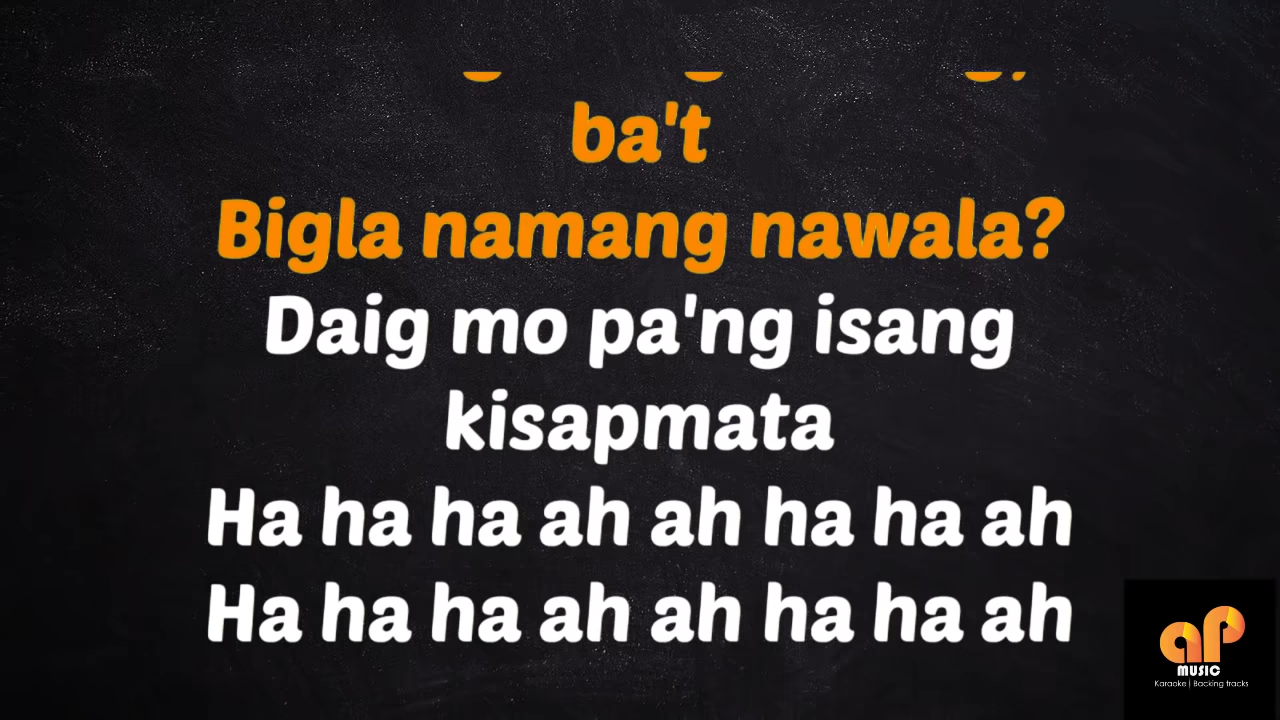 ba't
Bigla namang nawala?
Daig mo pa'ng isang
kisapmata
Ha ha ha ah ah ha ha ah
Ha ha ha ah ah ha ha ah
ap
MUSIC
Karaoke | Backing tracks